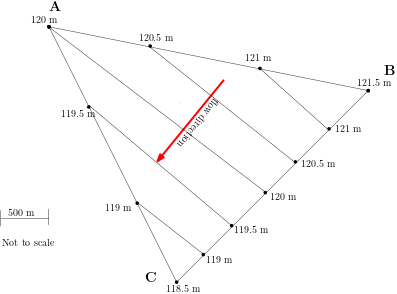 A
120 m
120.5 m
121 m
B
121.5 m
flow direction
119.5 m
121 m
120.5 m
120 m
119 m
500 m
119.5 m
Not to scale
119 m
C
118.5 m